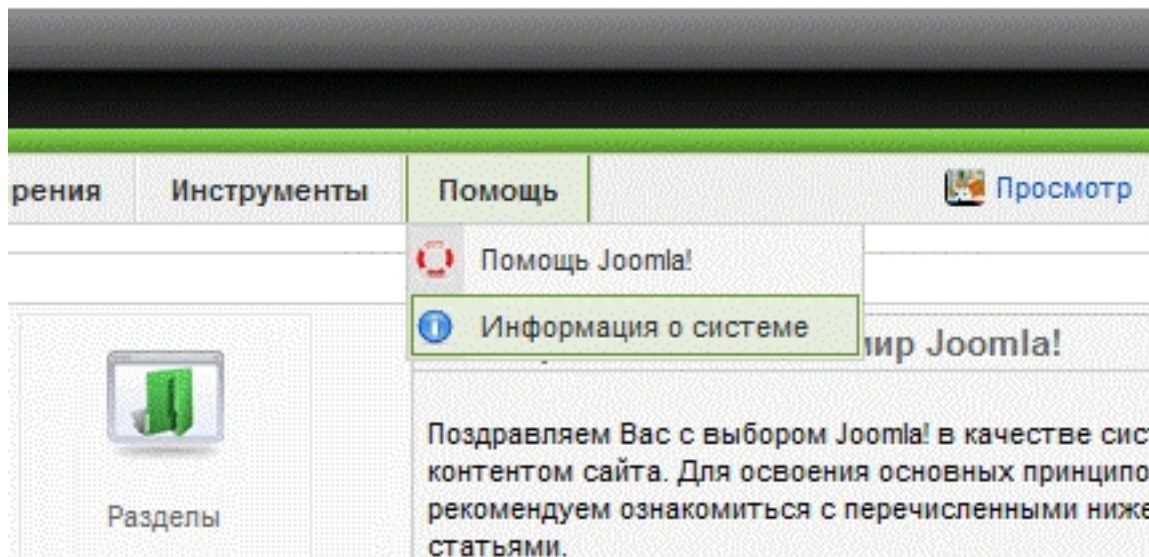 рения Инструменты Помощь Просмотр
Помощь Joomla!
Информация о системе
мир Joomla!
Разделы
Поздравляем Вас с выбором Joomla! в качестве сист
контентом сайта. Для освоения основных принципо
рекомендуем ознакомиться с перечисленными ниже
статьями.